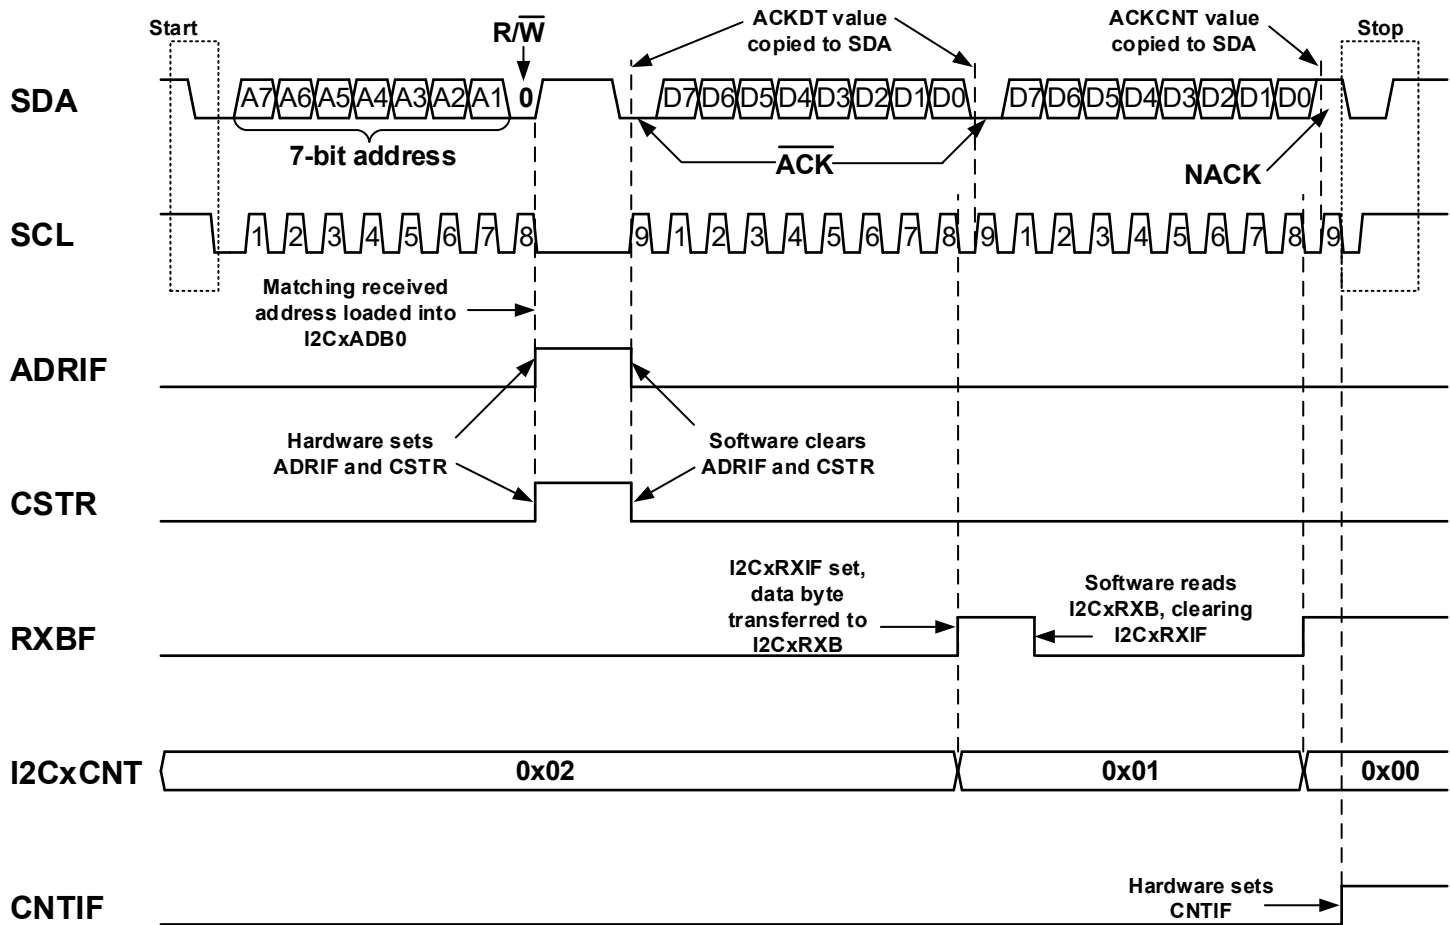 Start
R/W
ACKDT value
copied to SDA
ACKCNT value
copied to SDA
Stop
SDA
A7 A6 A5 A4 A3 A2 A1 0
D7 D6 D5 D4 D3 D2 D1 D0
D7 D6 D5 D4 D3 D2 D1 D0
7-bit address
ACK
NACK
SCL
1 2 3 4 5 6 7 8
9 1 2 3 4 5 6 7 8 9 1 2 3 4 5 6 7 8 9
Matching received
address loaded into
I2CxADB0
ADRIF
Hardware sets
ADRIF and CSTR
Software clears
ADRIF and CSTR
CSTR
I2CxRXIF set,
data byte
transferred to
I2CxRXB
Software reads
I2CxRXB, clearing
I2CxRXIF
RXBF
I2CxCNT
0x02
0x01
0x00
Hardware sets
CNTIF
CNTIF